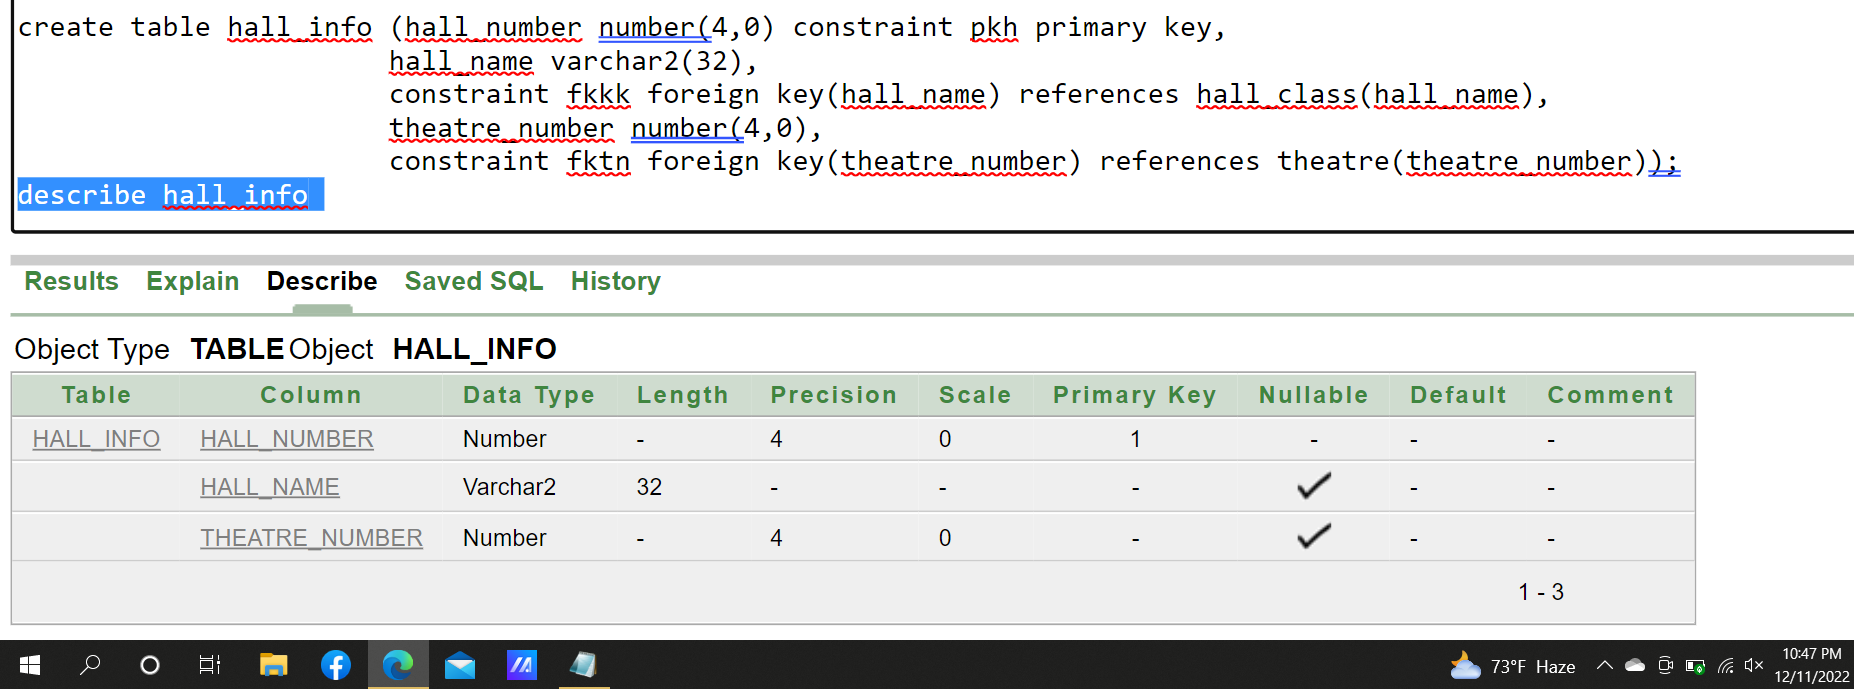 create table hall_info (hall_number number(4,0) constraint pkh primary key,
hall_name varchar2(32),
constraint fkkk foreign key(hall_name) references hall_class(hall_name),
theatre_number number(4,0),
constraint fktn foreign key(theatre_number) references theatre(theatre_number));
describe hall_info
Results Explain Describe Saved SQL History
Object Type TABLE Object HALL_INFO
Table Column Data Type Length Precision Scale Primary Key Nullable Default Comment
HALL_INFO HALL_NUMBER Number - 4 0 1 - - -
HALL_NAME Varchar2 32 - - - ✓ - -
THEATRE_NUMBER Number - 4 0 - ✓ - -
1 - 3
73°F Haze
10:47 PM
12/11/2022